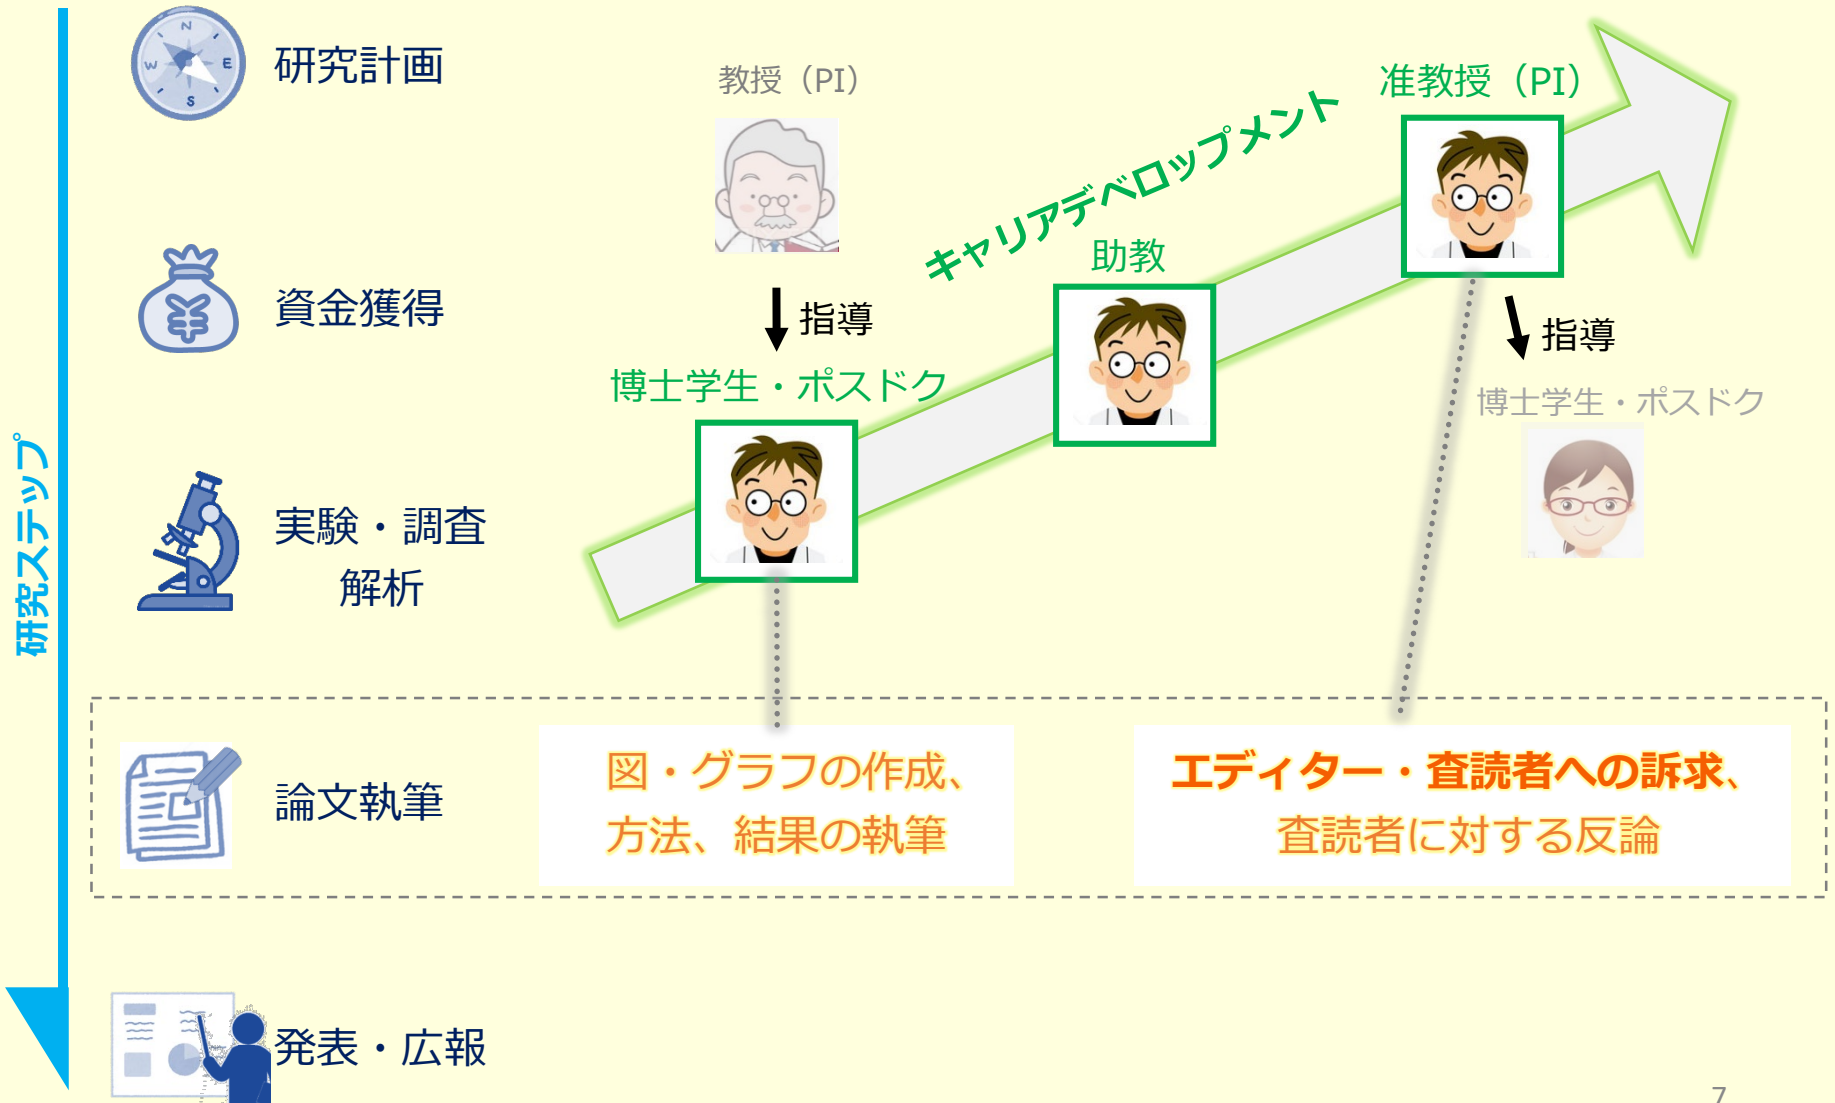 研究ステップ
研究計画
資金獲得
実験・調査
解析
論文執筆
発表・広報
教授（PI）
指導
博士学生・ポスドク
キャリアデベロップメント
助教
准教授（PI）
指導
博士学生・ポスドク
図・グラフの作成、
方法、結果の執筆
エディター・査読者への訴求、
査読者に対する反論
N
W
E
S
¥
7